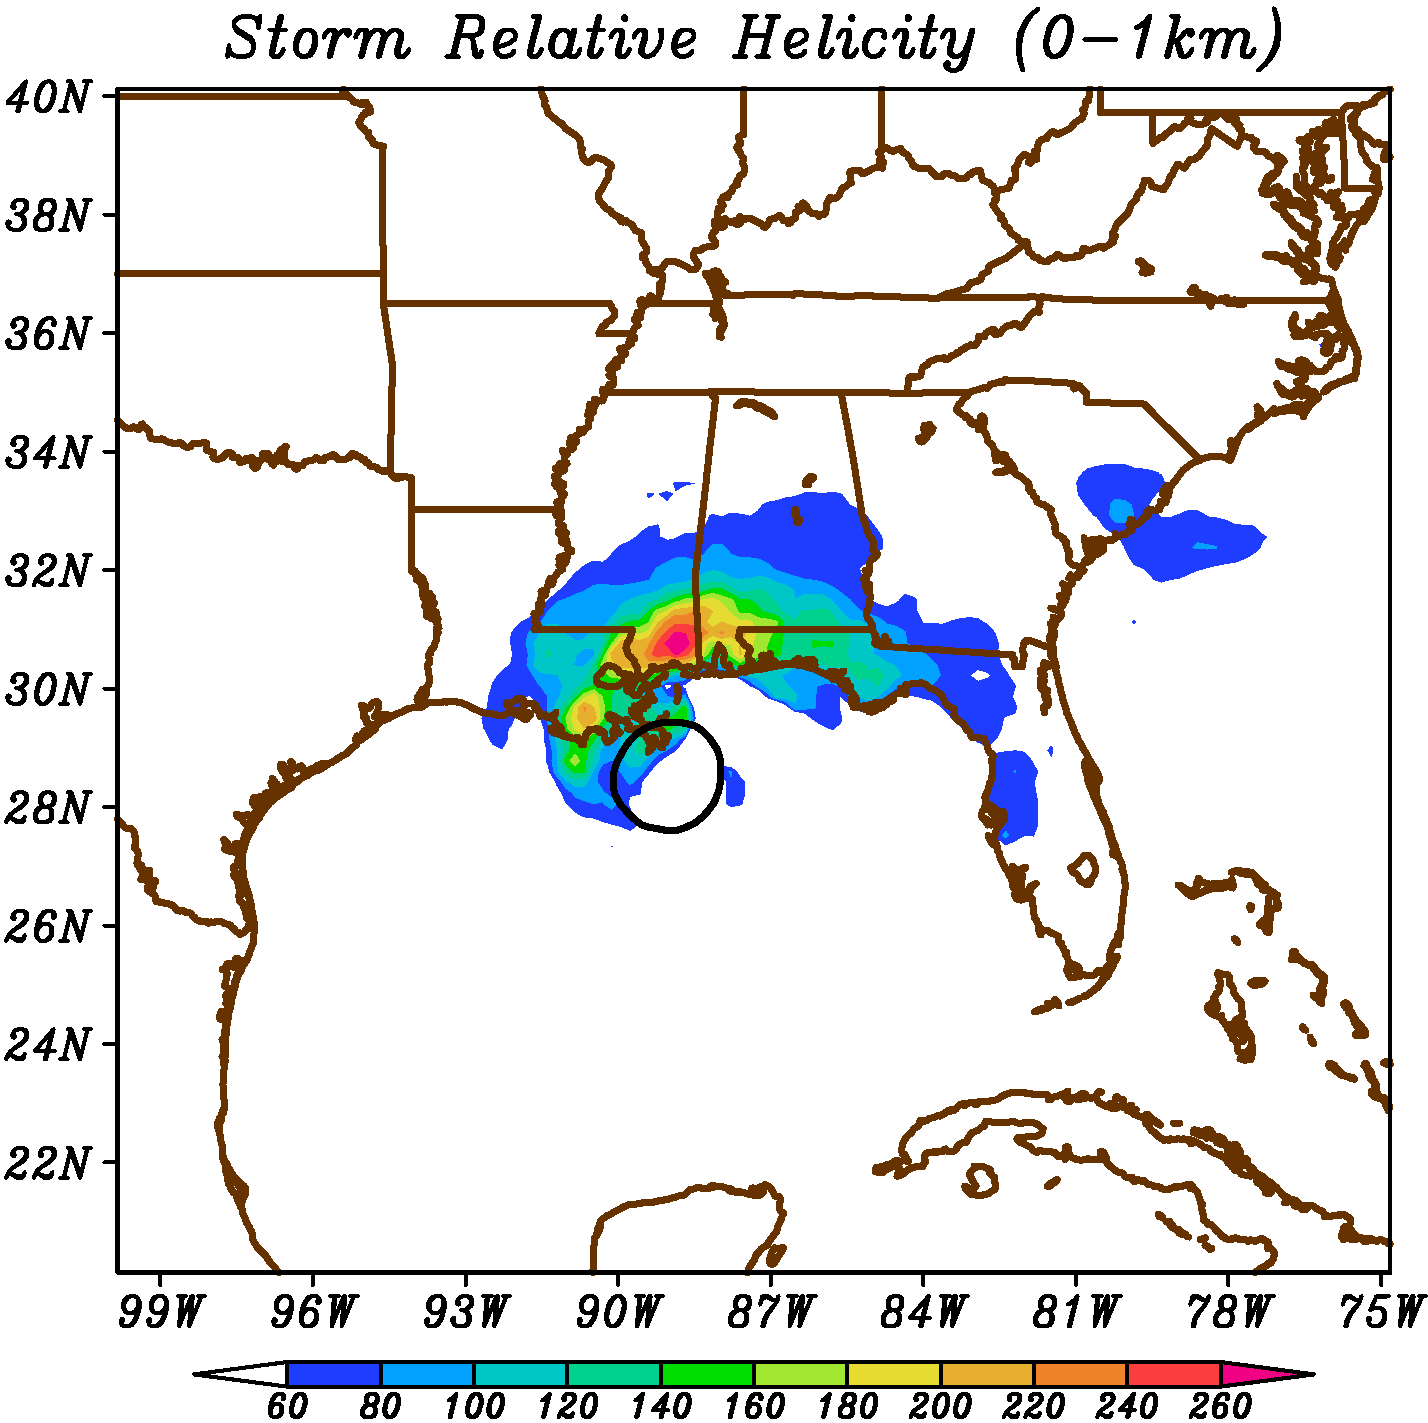 Storm Relative Helicity (0-1km)
40N
38N
36N
34N
32N
30N
28N
26N
24N
22N
99W 96W 93W 90W 87W 84W 81W 78W 75W
60 80 100 120 140 160 180 200 220 240 260